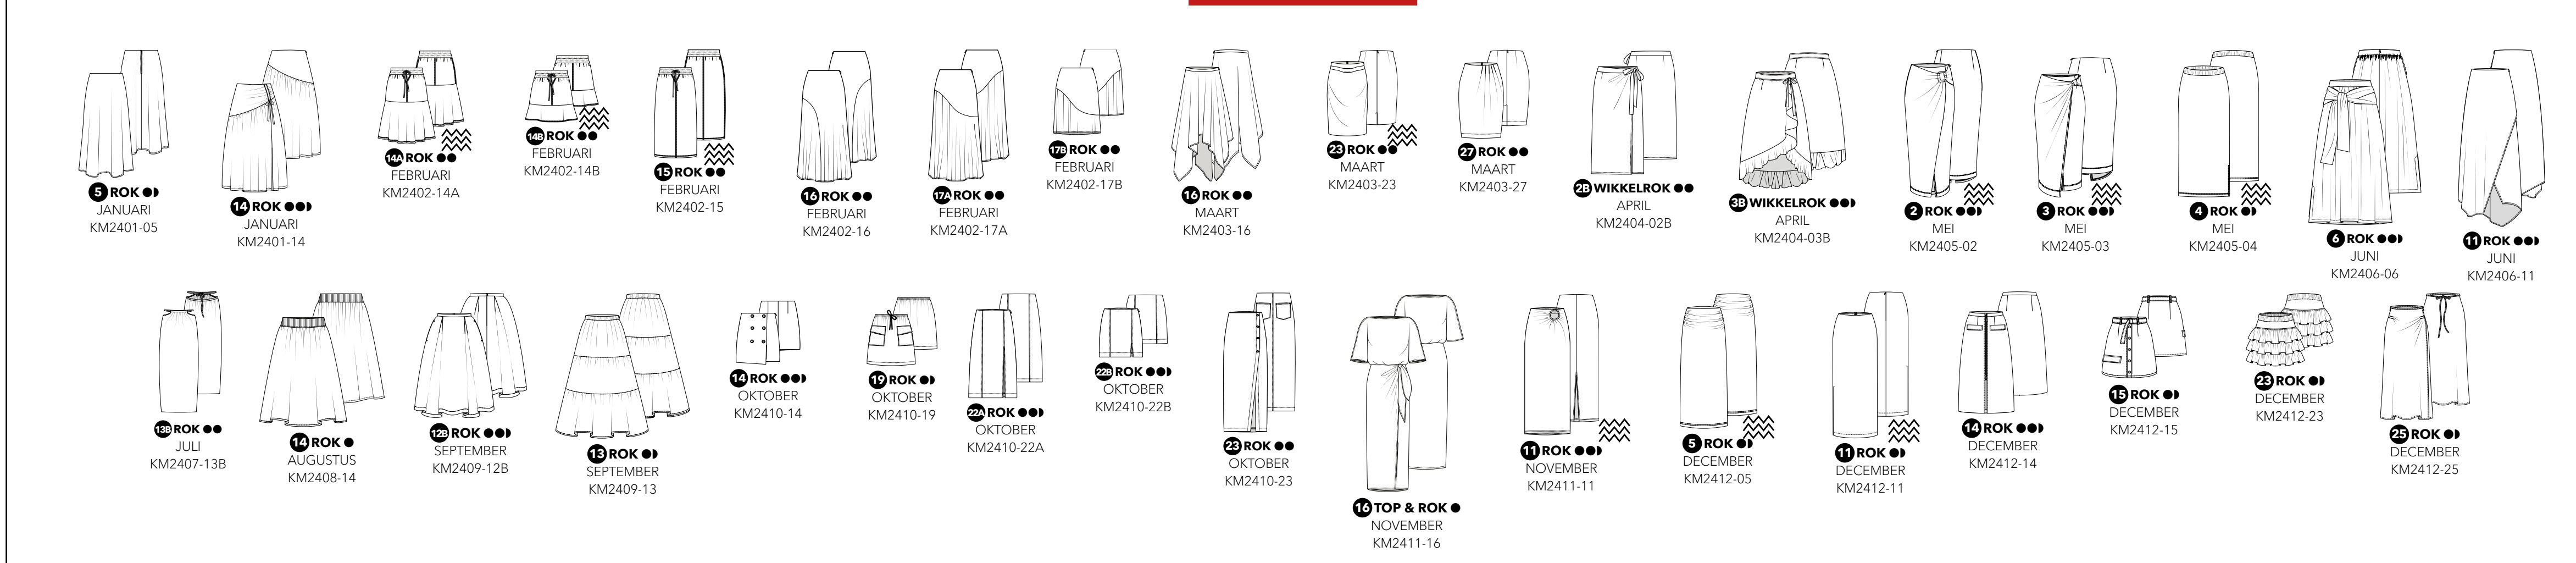 5 ROK
JANUARI
KM2401-05
14 ROK
JANUARI
KM2401-14
14A ROK
FEBRUARI
KM2402-14A
14B ROK
FEBRUARI
KM2402-14B
15 ROK
FEBRUARI
KM2402-15
16 ROK
FEBRUARI
KM2402-16
17A ROK
FEBRUARI
KM2402-17A
17B ROK
FEBRUARI
KM2402-17B
16 ROK
MAART
KM2403-16
23 ROK
MAART
KM2403-23
27 ROK
MAART
KM2403-27
2B WIKKELROK
APRIL
KM2404-02B
3B WIKKELROK
APRIL
KM2404-03B
2 ROK
MEI
KM2405-02
3 ROK
MEI
KM2405-03
4 ROK
MEI
KM2405-04
6 ROK
JUNI
KM2406-06
11 ROK
JUNI
KM2406-11
13B ROK
JULI
KM2407-13B
14 ROK
AUGUSTUS
KM2408-14
12B ROK
SEPTEMBER
KM2409-12B
13 ROK
SEPTEMBER
KM2409-13
14 ROK
OKTOBER
KM2410-14
19 ROK
OKTOBER
KM2410-19
22A ROK
OKTOBER
KM2410-22A
22B ROK
OKTOBER
KM2410-22B
23 ROK
OKTOBER
KM2410-23
16 TOP & ROK
NOVEMBER
KM2411-16
11 ROK
NOVEMBER
KM2411-11
5 ROK
DECEMBER
KM2412-05
11 ROK
DECEMBER
KM2412-11
14 ROK
DECEMBER
KM2412-14
15 ROK
DECEMBER
KM2412-15
23 ROK
DECEMBER
KM2412-23
25 ROK
DECEMBER
KM2412-25